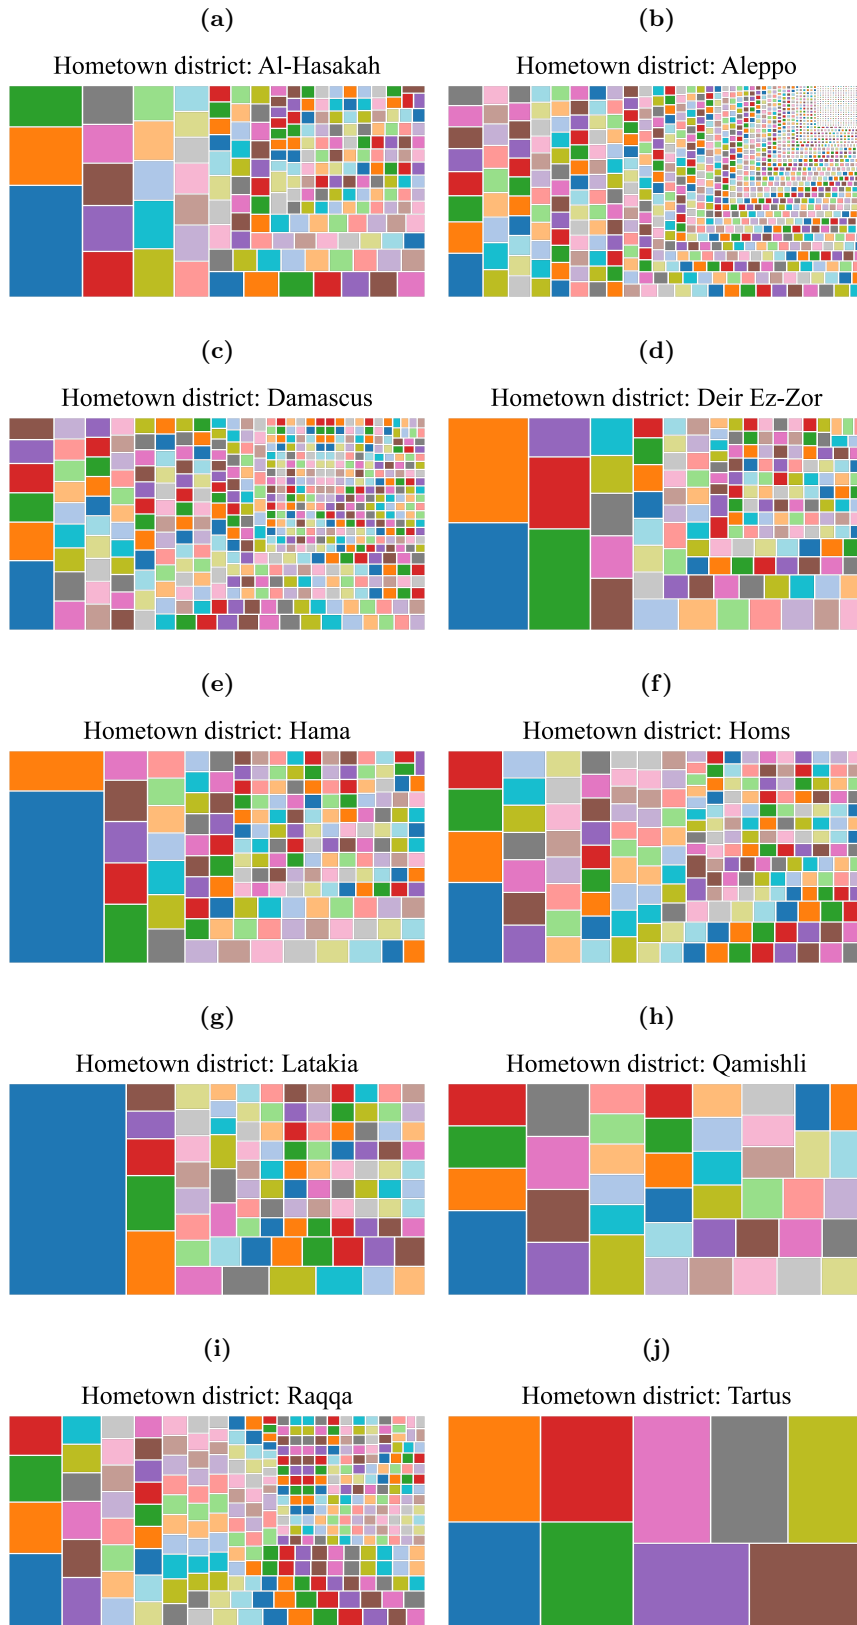 (a)
Hometown district: Al-Hasakah
(b)
Hometown district: Aleppo
(c)
Hometown district: Damascus
(d)
Hometown district: Deir Ez-Zor
(e)
Hometown district: Hama
(f)
Hometown district: Homs
(g)
Hometown district: Latakia
(h)
Hometown district: Qamishli
(i)
Hometown district: Raqqa
(j)
Hometown district: Tartus